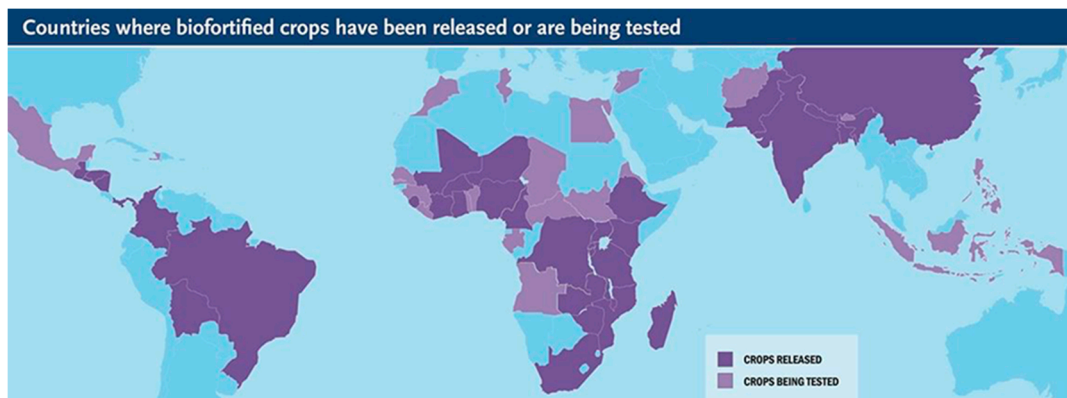 Countries where biofortified crops have been released or are being tested
CROPS RELEASED
CROPS BEING TESTED